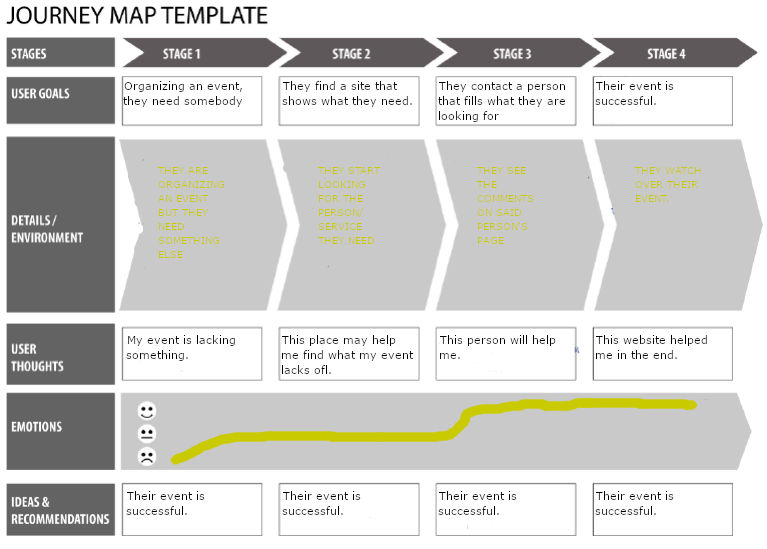 JOURNEY MAP TEMPLATE
STAGES
STAGE 1
STAGE 2
STAGE 3
STAGE 4
USER GOALS
Organizing an event,
they need somebody
They find a site that
shows what they need.
They contact a person
that fills what they are
looking for
Their event is
successful.
DETAILS /
ENVIRONMENT
THEY ARE
ORGANIZING
AN EVENT
BUT THEY
NEED
SOMETHING
ELSE
THEY START
LOOKING
FOR THE
PERSON/
SERVICE
THEY NEED
THEY SEE
THE
COMMENTS
ON SAID
PERSON'S
PAGE
THEY WATCH
OVER THEIR
EVENT.
USER
THOUGHTS
My event is lacking
something.
This place may help
me find what my event
lacks ofl.
This person will help
me.
This website helped
me in the end.
EMOTIONS
IDEAS &
RECOMMENDATIONS
Their event is
successful.
Their event is
successful.
Their event is
successful.
Their event is
successful.